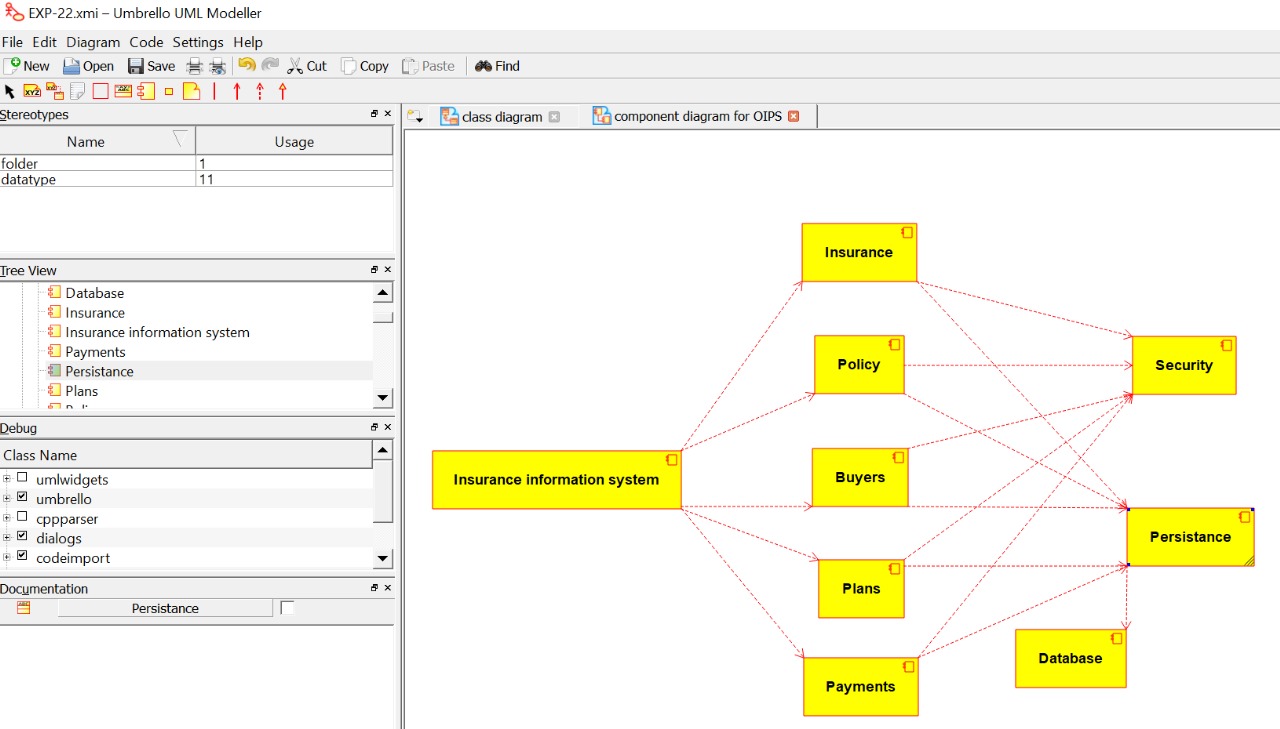 EXP-22.xmi – Umbrello UML Modeller
File Edit Diagram Code Settings Help
New Open Save Cut Copy Paste Find
XYZ
Stereotypes
Name Usage
folder 1
datatype 11
Tree View
Database
Insurance
Insurance information system
Payments
Persistance
Plans
Debug
Class Name
umlwidgets
umbrello
cppparser
dialogs
codeimport
Documentation
Persistance
class diagram component diagram for OIPS
Insurance
Policy
Security
Buyers
Insurance information system
Persistance
Plans
Database
Payments